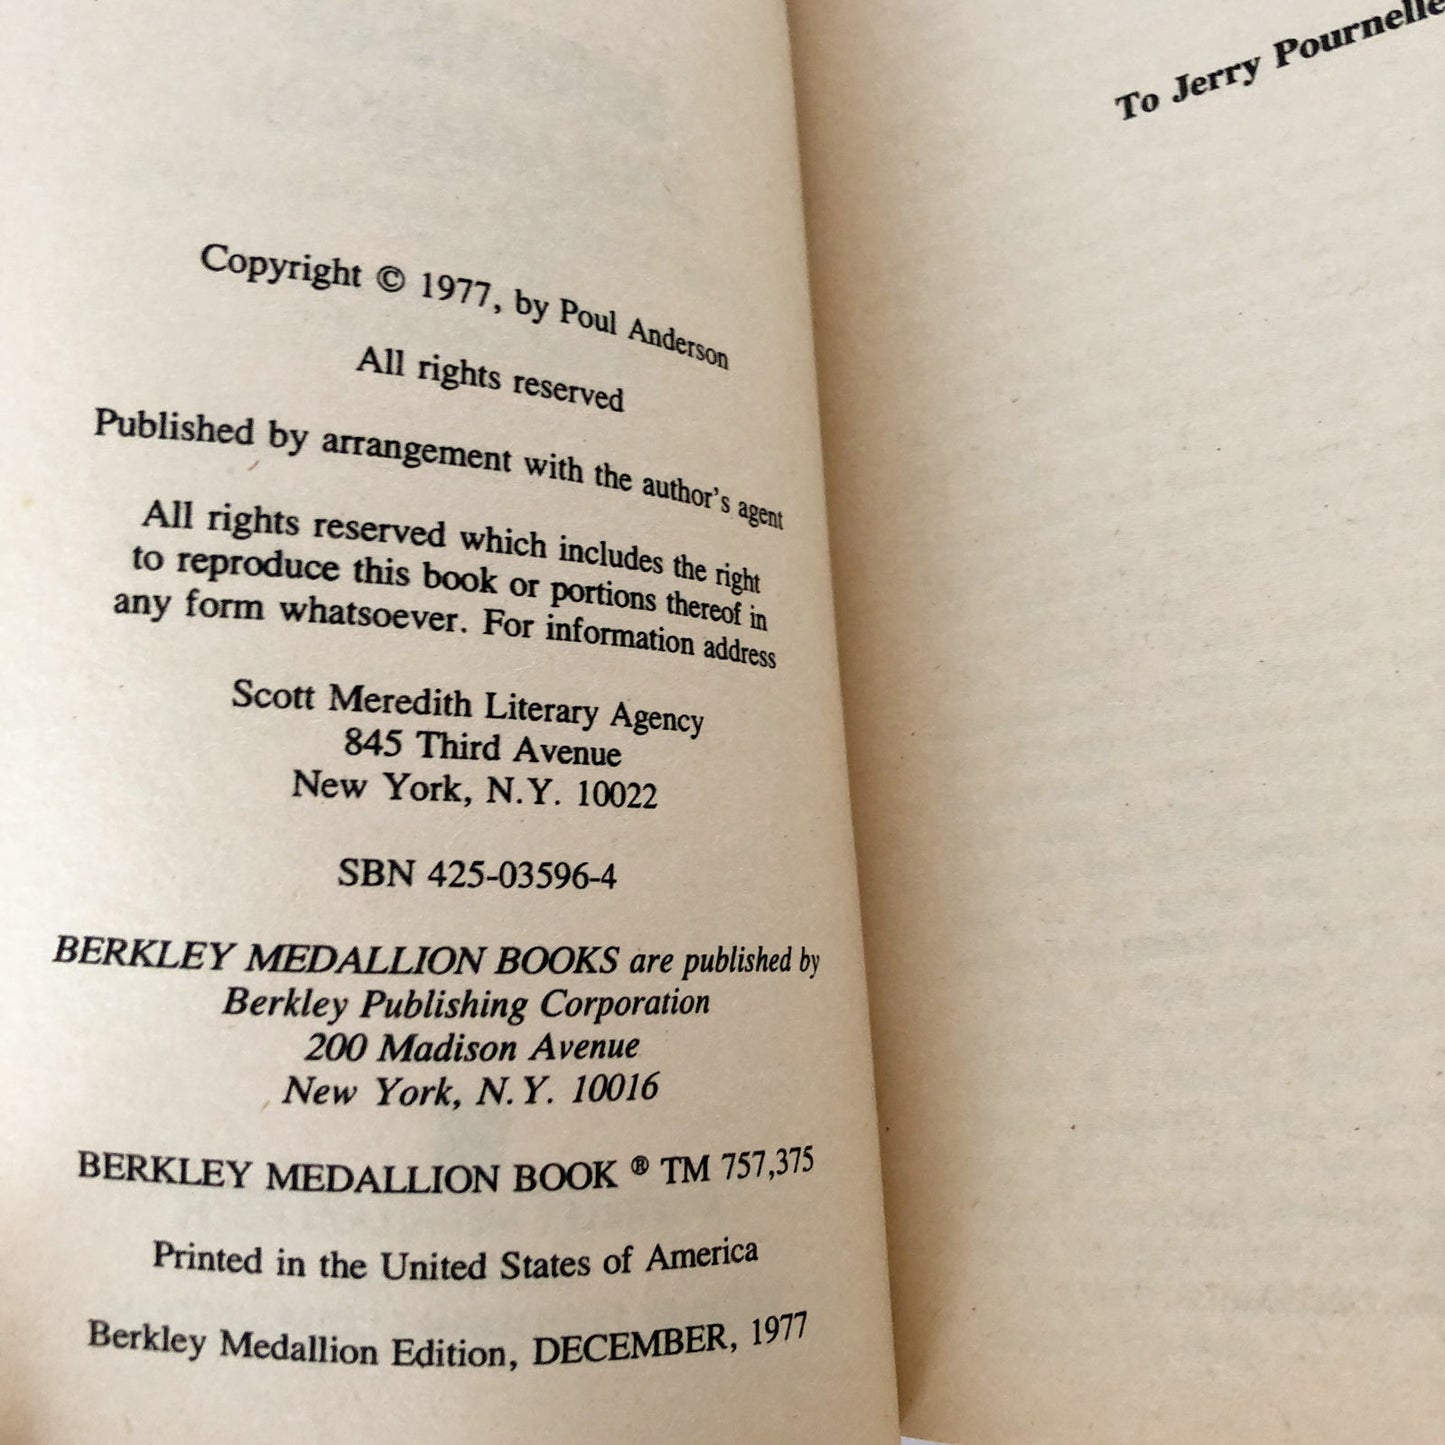 Copyright © 1977, by Poul Anderson
All rights reserved
Published by arrangement with the author's agent
All rights reserved which includes the right
to reproduce this book or portions thereof in
any form whatsoever. For information address
Scott Meredith Literary Agency
845 Third Avenue
New York, N.Y. 10022
SBN 425-03596-4
BERKLEY MEDALLION BOOKS are published by
Berkley Publishing Corporation
200 Madison Avenue
New York, N.Y. 10016
BERKLEY MEDALLION BOOK ® TM 757,375
Printed in the United States of America
Berkley Medallion Edition, DECEMBER, 1977
To Jerry Pournelle